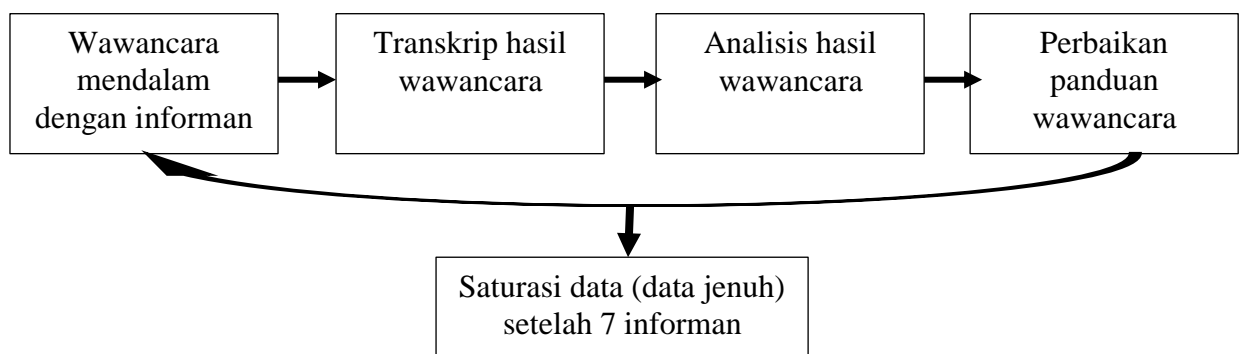 Wawancara
mendalam
dengan informan
Transkrip hasil
wawancara
Analisis hasil
wawancara
Perbaikan
panduan
wawancara
Saturasi data (data jenuh)
setelah 7 informan